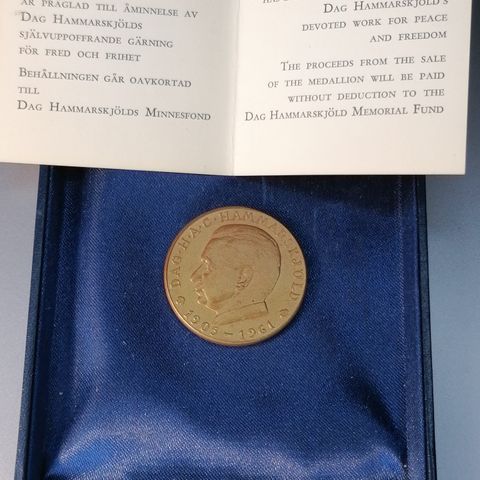 ÄR PRÄGLAD TILL ÅMINNELSE AV
DAG HAMMARSKJÖLDS
SJÄLVUPPOFFRANDE GÄRNING
FÖR FRED OCH FRIHET
BEHÅLLNINGEN GÅR OAVKORTAD
TILL
DAG HAMMARSKJÖLDS MINNESFOND
DAG HAMMARSKJÖLD'S
DEVOTED WORK FOR PEACE
AND FREEDOM
THE PROCEEDS FROM THE SALE
OF THE MEDALLION WILL BE PAID
WITHOUT DEDUCTION TO THE
DAG HAMMARSKJÖLD MEMORIAL FUND
DAG·H·A·C·HAMMARSKJÖLD
1905–1961